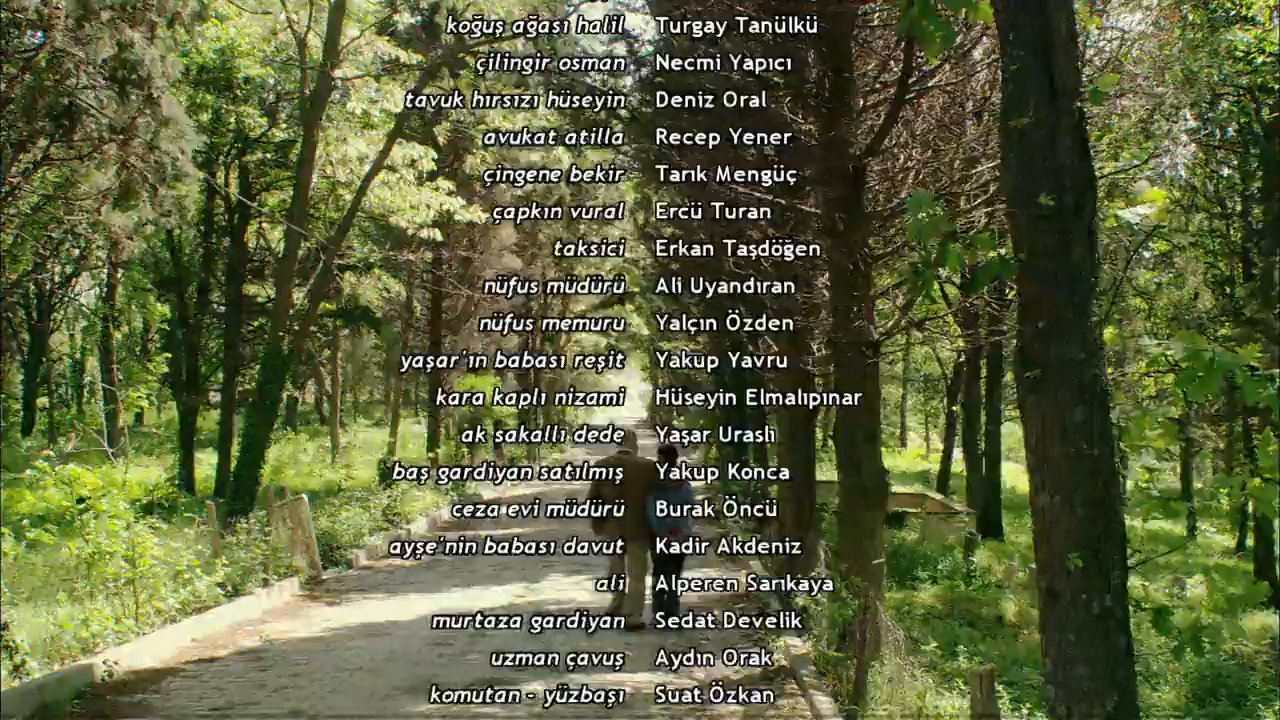 koğuş ağası halil Turgay Tanülkü
çilingir osman Necmi Yapıcı
tavuk hırsızı hüseyin Deniz Oral
avukat atilla Recep Yener
çingene bekir Tarık Mengüç
çapkın vural Ercü Turan
taksici Erkan Taşdöğen
nüfus müdürü Ali Uyandıran
nüfus memuru Yalçın Özden
yaşar'ın babası reşit Yakup Yavru
kara kaplı nizami Hüseyin Elmalıpınar
ak sakallı dede Yaşar Uraslı
baş gardiyan satılmış Yakup Konca
ceza evi müdürü Burak Öncü
ayşe'nin babası davut Kadir Akdeniz
ali Alperen Sarıkaya
murtaza gardiyan Sedat Develik
uzman çavuş Aydın Orak
komutan - yüzbaşı Suat Özkan